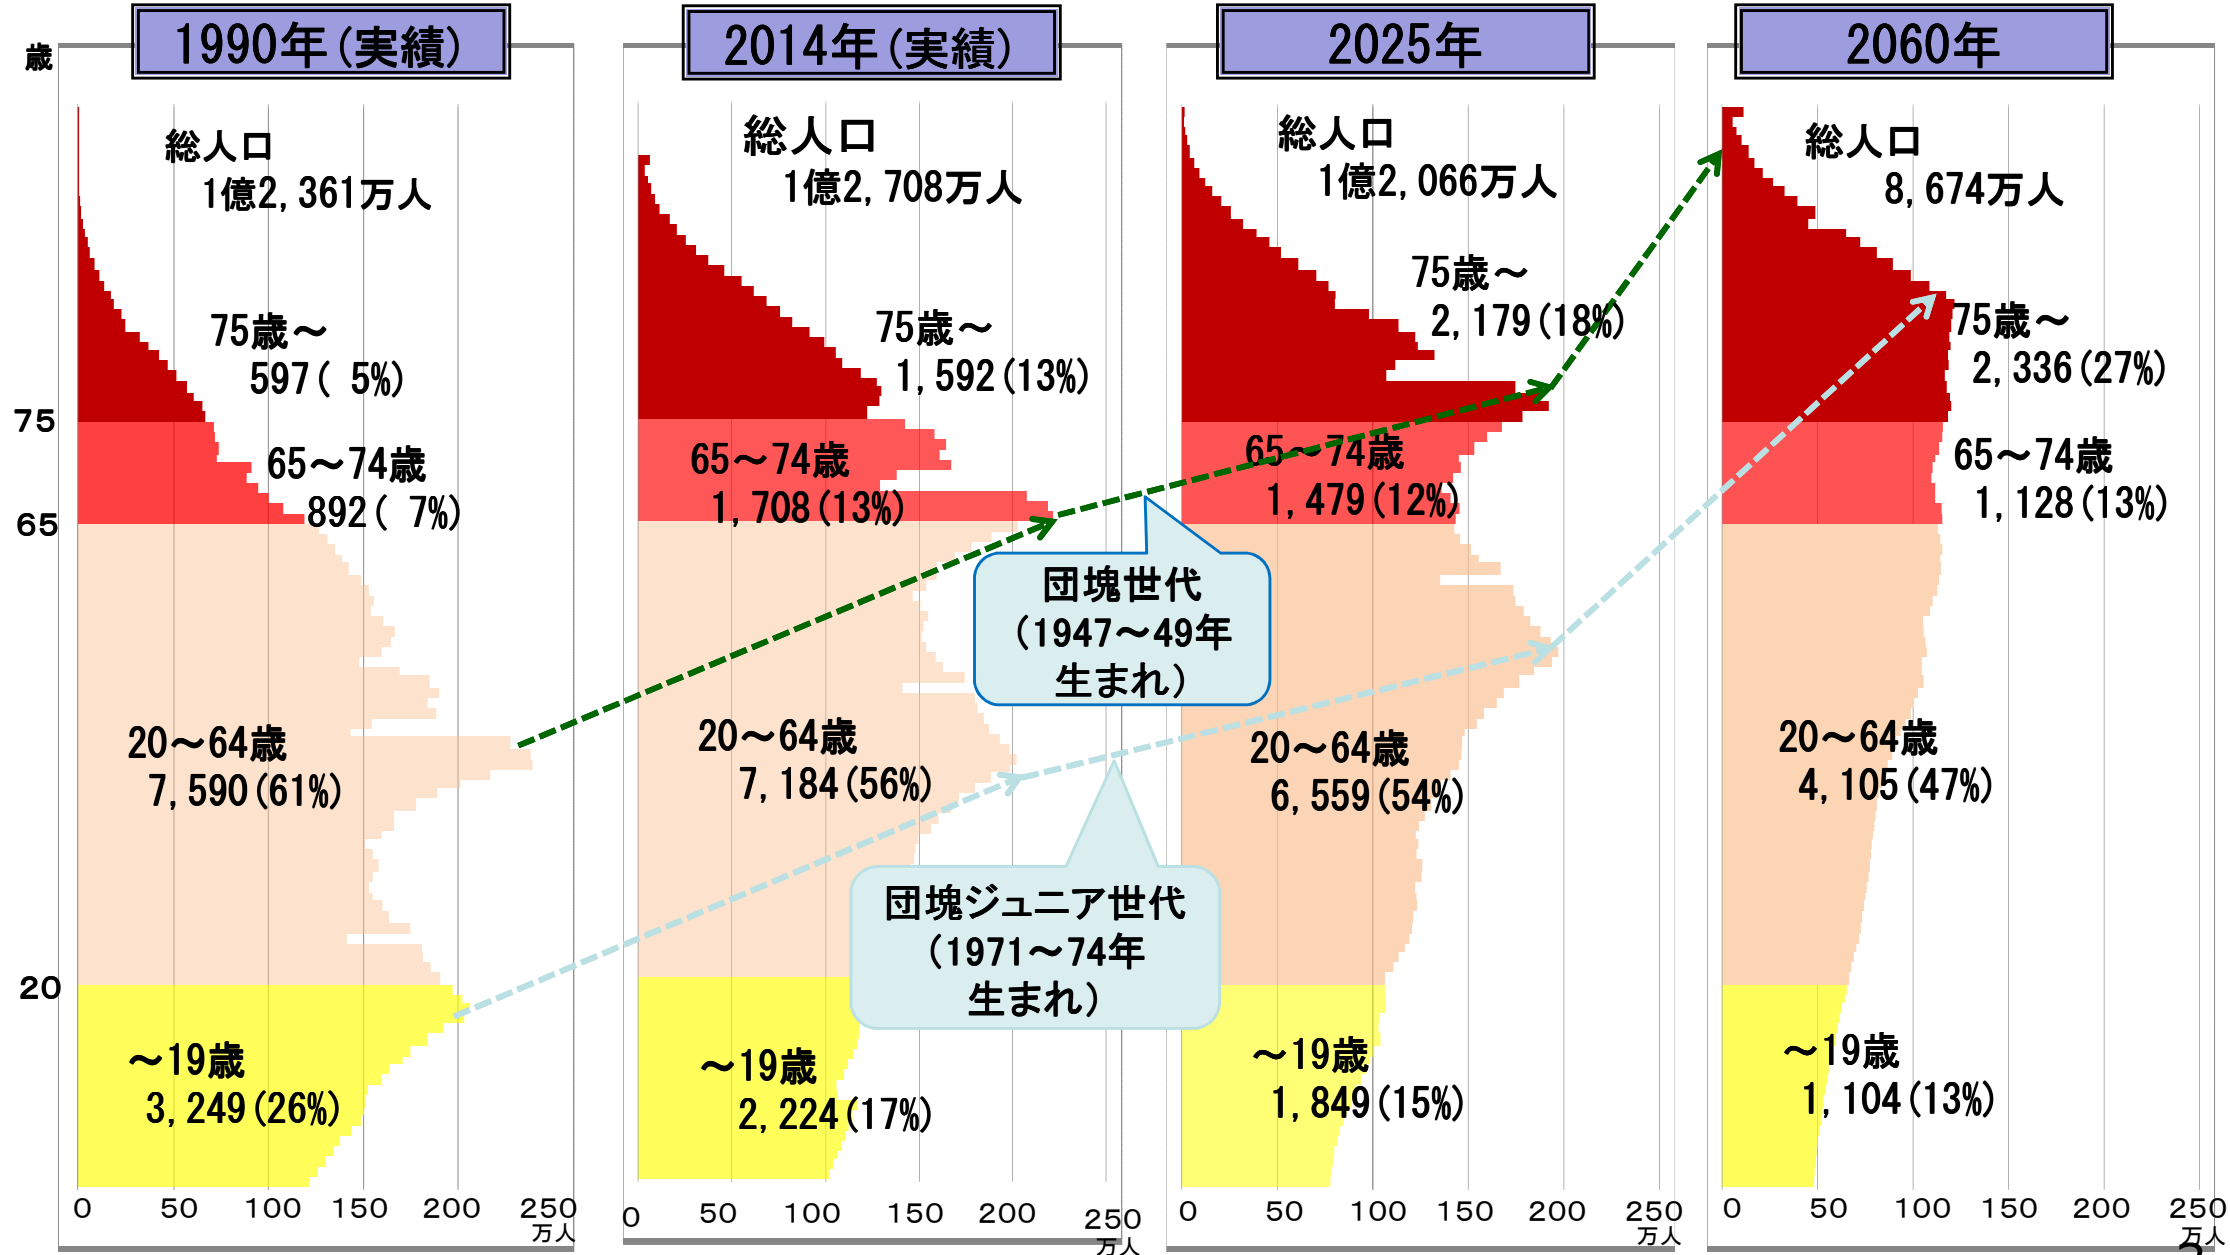 1990年（実績）
歳
総人口
1億2,361万人
75歳～
597( 5%)
75
65～74歳
892( 7%)
65
20～64歳
7,590(61%)
20
～19歳
3,249(26%)
0 50 100 150 200 250
万人
2014年（実績）
総人口
1億2,708万人
75歳～
1,592(13%)
65～74歳
1,708(13%)
20～64歳
7,184(56%)
～19歳
2,224(17%)
0 50 100 150 200 250
万人
団塊世代
（1947～49年
生まれ）
団塊ジュニア世代
（1971～74年
生まれ）
2025年
総人口
1億2,066万人
75歳～
2,179(18%)
65～74歳
1,479(12%)
20～64歳
6,559(54%)
～19歳
1,849(15%)
0 50 100 150 200 250
万人
2060年
総人口
8,674万人
75歳～
2,336(27%)
65～74歳
1,128(13%)
20～64歳
4,105(47%)
～19歳
1,104(13%)
0 50 100 150 200 250
万人